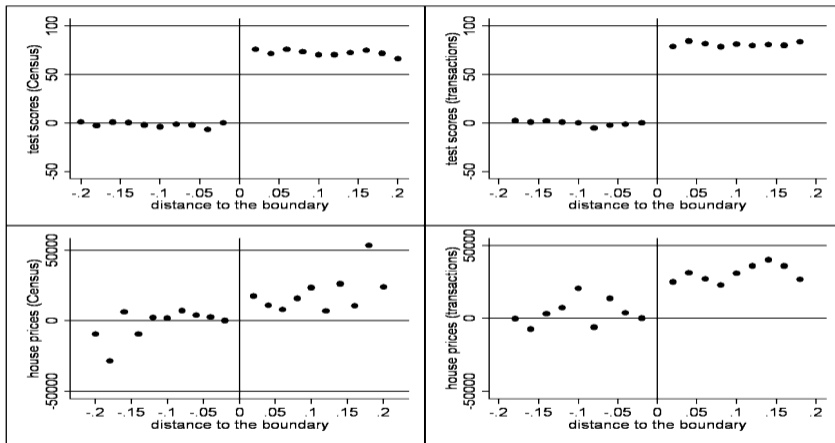 test scores (Census)
100
50
0
-50
-.2 -.15 -.1 -.05 0 .05 .1 .15 .2
distance to the boundary
test scores (transactions)
100
50
0
-50
-.2 -.15 -.1 -.05 0 .05 .1 .15 .2
distance to the boundary
house prices (Census)
50000
0
-50000
-.2 -.15 -.1 -.05 0 .05 .1 .15 .2
distance to the boundary
house prices (transactions)
50000
0
-50000
-.2 -.15 -.1 -.05 0 .05 .1 .15 .2
distance to the boundary